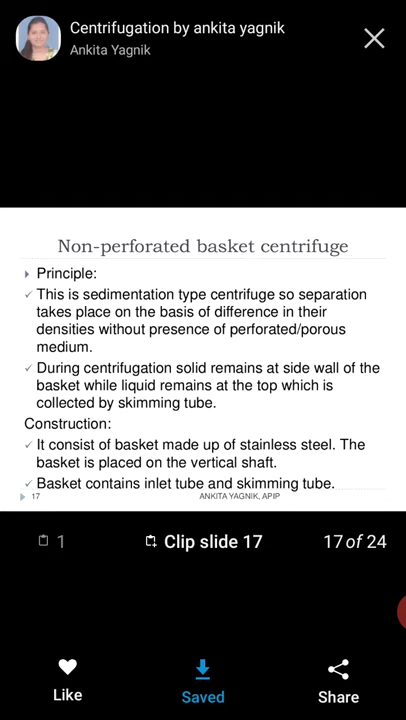 Centrifugation by ankita yagnik
Ankita Yagnik
Non-perforated basket centrifuge
Principle:
This is sedimentation type centrifuge so separation
takes place on the basis of difference in their
densities without presence of perforated/porous
medium.
During centrifugation solid remains at side wall of the
basket while liquid remains at the top which is
collected by skimming tube.
Construction:
It consist of basket made up of stainless steel. The
basket is placed on the vertical shaft.
Basket contains inlet tube and skimming tube.
17 ANKITA YAGNIK, APIP
1 Clip slide 17 17 of 24
Like Saved Share